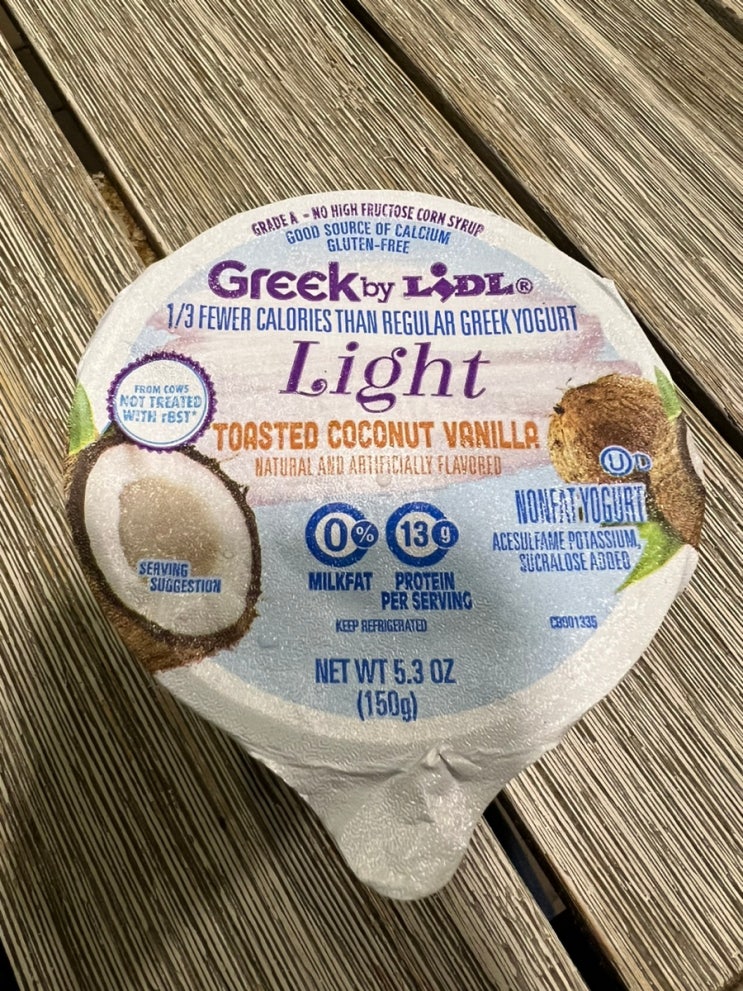 GRADE A - NO HIGH FRUCTOSE CORN SYRUP
GOOD SOURCE OF CALCIUM
GLUTEN-FREE
Greek by LIDL®
1/3 FEWER CALORIES THAN REGULAR GREEK YOGURT
Light
FROM COWS
NOT TREATED
WITH rBST*
TOASTED COCONUT VANILLA
NATURAL AND ARTIFICIALLY FLAVORED
U D
0%
MILKFAT
13g
PROTEIN
PER SERVING
NONFAT YOGURT
ACESULFAME POTASSIUM,
SUCRALOSE ADDED
SERVING
SUGGESTION
KEEP REFRIGERATED
CB901335
NET WT 5.3 OZ
(150g)